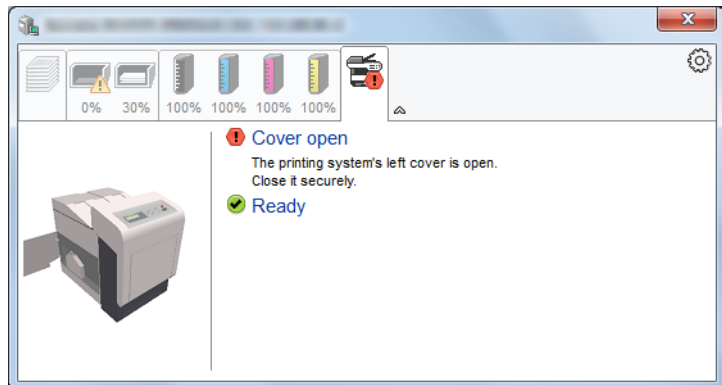 0% 30% 100% 100% 100% 100%
Cover open
The printing system's left cover is open.
Close it securely.
Ready